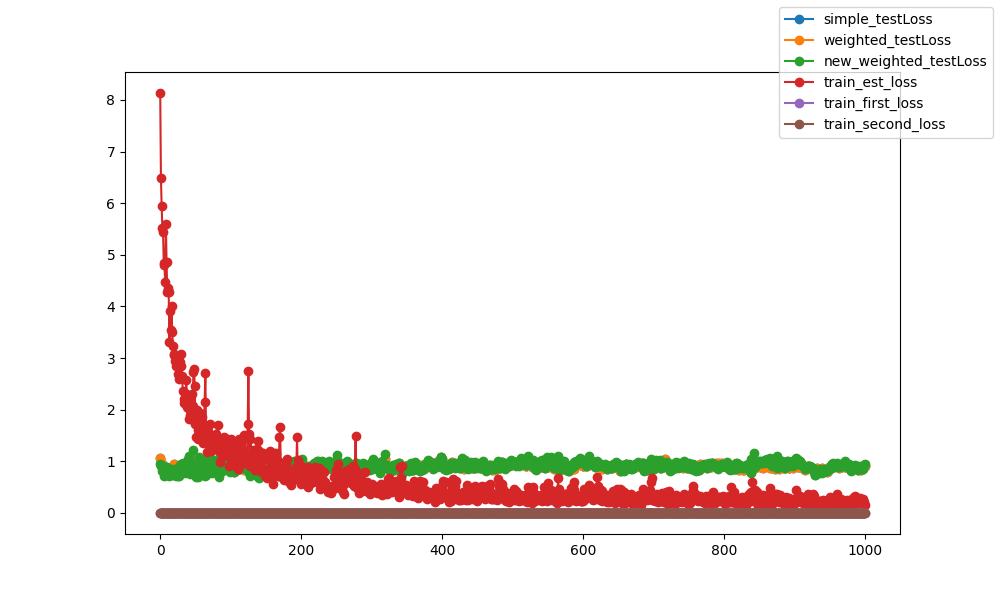 simple_testLoss
weighted_testLoss
new_weighted_testLoss
train_est_loss
train_first_loss
train_second_loss
8
7
6
5
4
3
2
1
0
0 200 400 600 800 1000